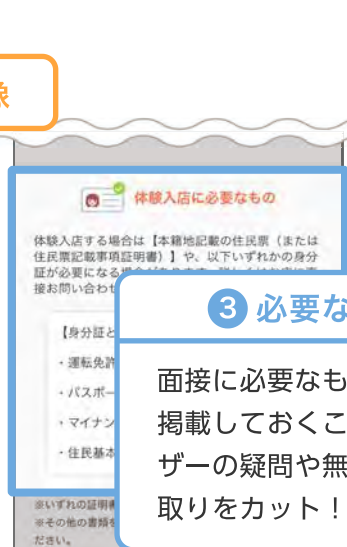 像
体験入店に必要なもの
体験入店する場合は【本籍地記載の住民票（または
住民票記載事項証明書）】や、以下いずれかの身分
証が必要になる
接お問い合わせ
【身分証と
・運転免許
・パスポー
・マイナン
・住民基本
※いずれの証明書
※その他の書類を
ださい。
3 必要な
面接に必要なも
掲載しておくこ
ザーの疑問や無
取りをカット！